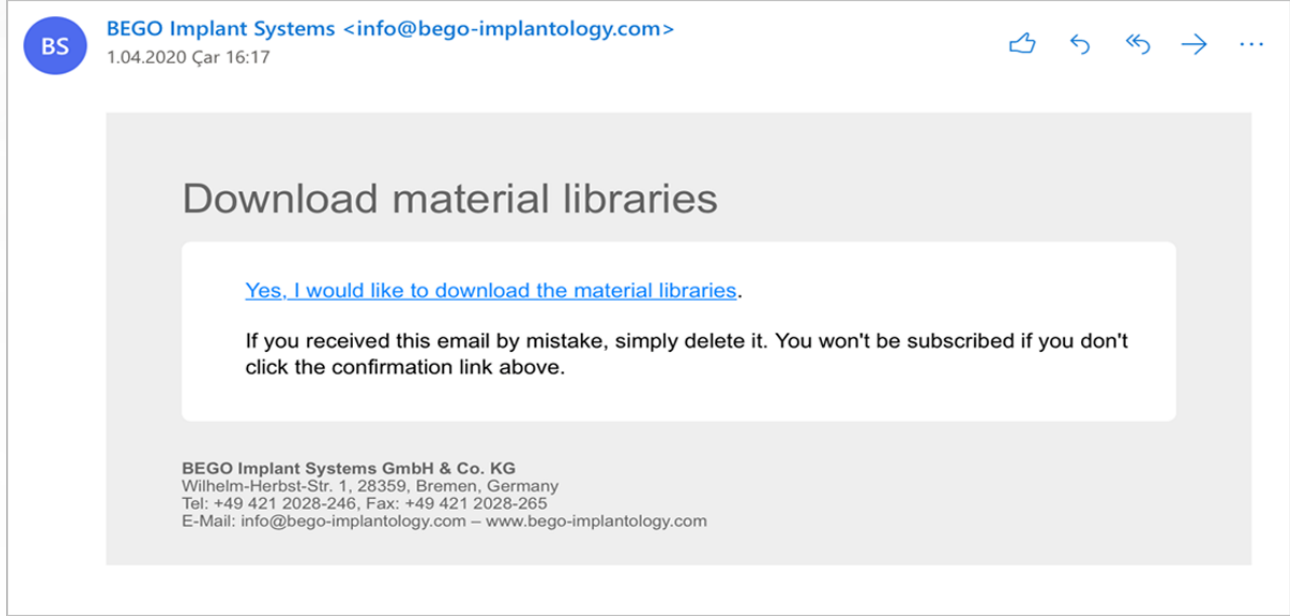 BS
BEGO Implant Systems <info@bego-implantology.com>
1.04.2020 Çar 16:17
Download material libraries
Yes, I would like to download the material libraries.
If you received this email by mistake, simply delete it. You won't be subscribed if you don't
click the confirmation link above.
BEGO Implant Systems GmbH & Co. KG
Wilhelm-Herbst-Str. 1, 28359, Bremen, Germany
Tel: +49 421 2028-246, Fax: +49 421 2028-265
E-Mail: info@bego-implantology.com – www.bego-implantology.com